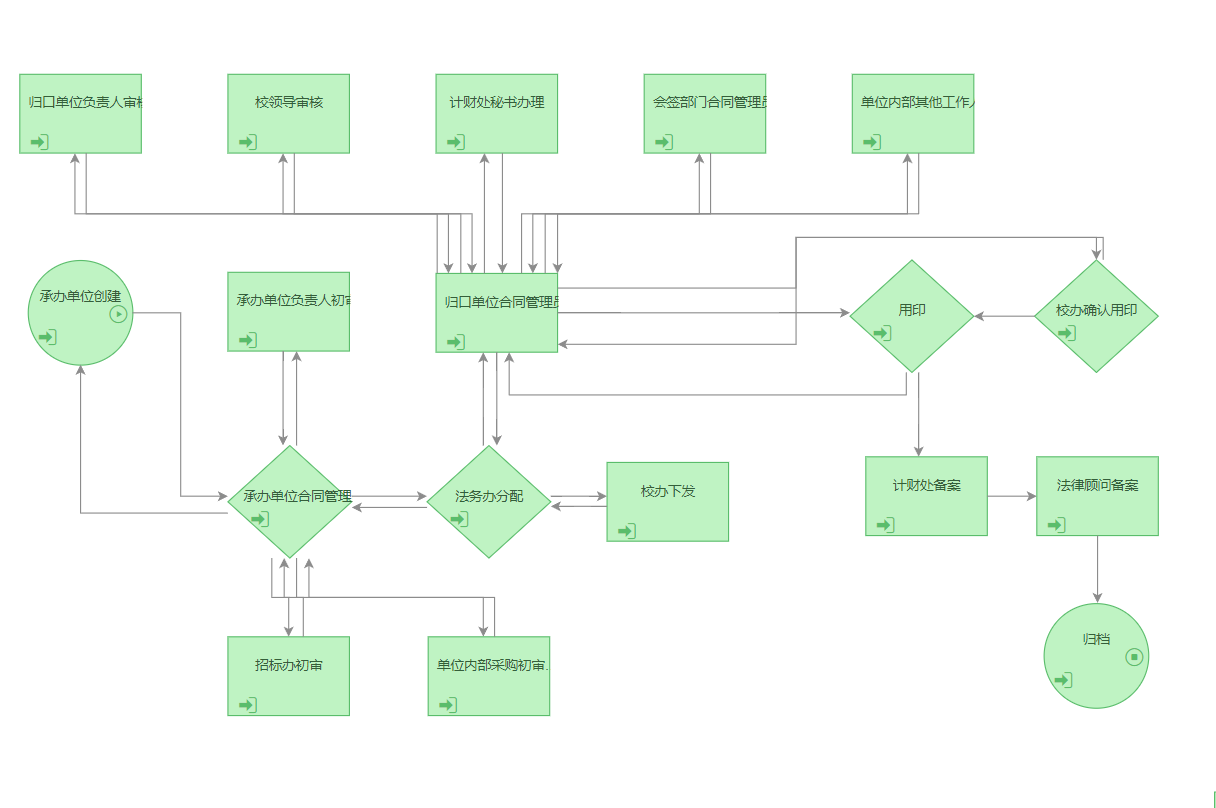 归口单位负责人审核
校领导审核
计财处秘书办理
会签部门合同管理员
单位内部其他工作人
承办单位创建
承办单位负责人初审
归口单位合同管理员
用印
校办确认用印
承办单位合同管理
法务办分配
校办下发
计财处备案
法律顾问备案
招标办初审
单位内部采购初审.
归档